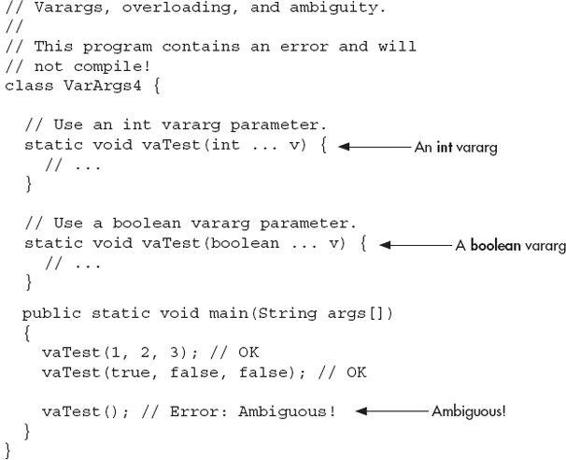 // Varargs, overloading, and ambiguity.
//
// This program contains an error and will
// not compile!
class VarArgs4 {
// Use an int vararg parameter.
static void vaTest(int ... v) { An int vararg
// ...
}
// Use a boolean vararg parameter.
static void vaTest(boolean ... v) { A boolean vararg
// ...
}
public static void main(String args[])
{
vaTest(1, 2, 3); // OK
vaTest(true, false, false); // OK
vaTest(); // Error: Ambiguous! Ambiguous!
}
}